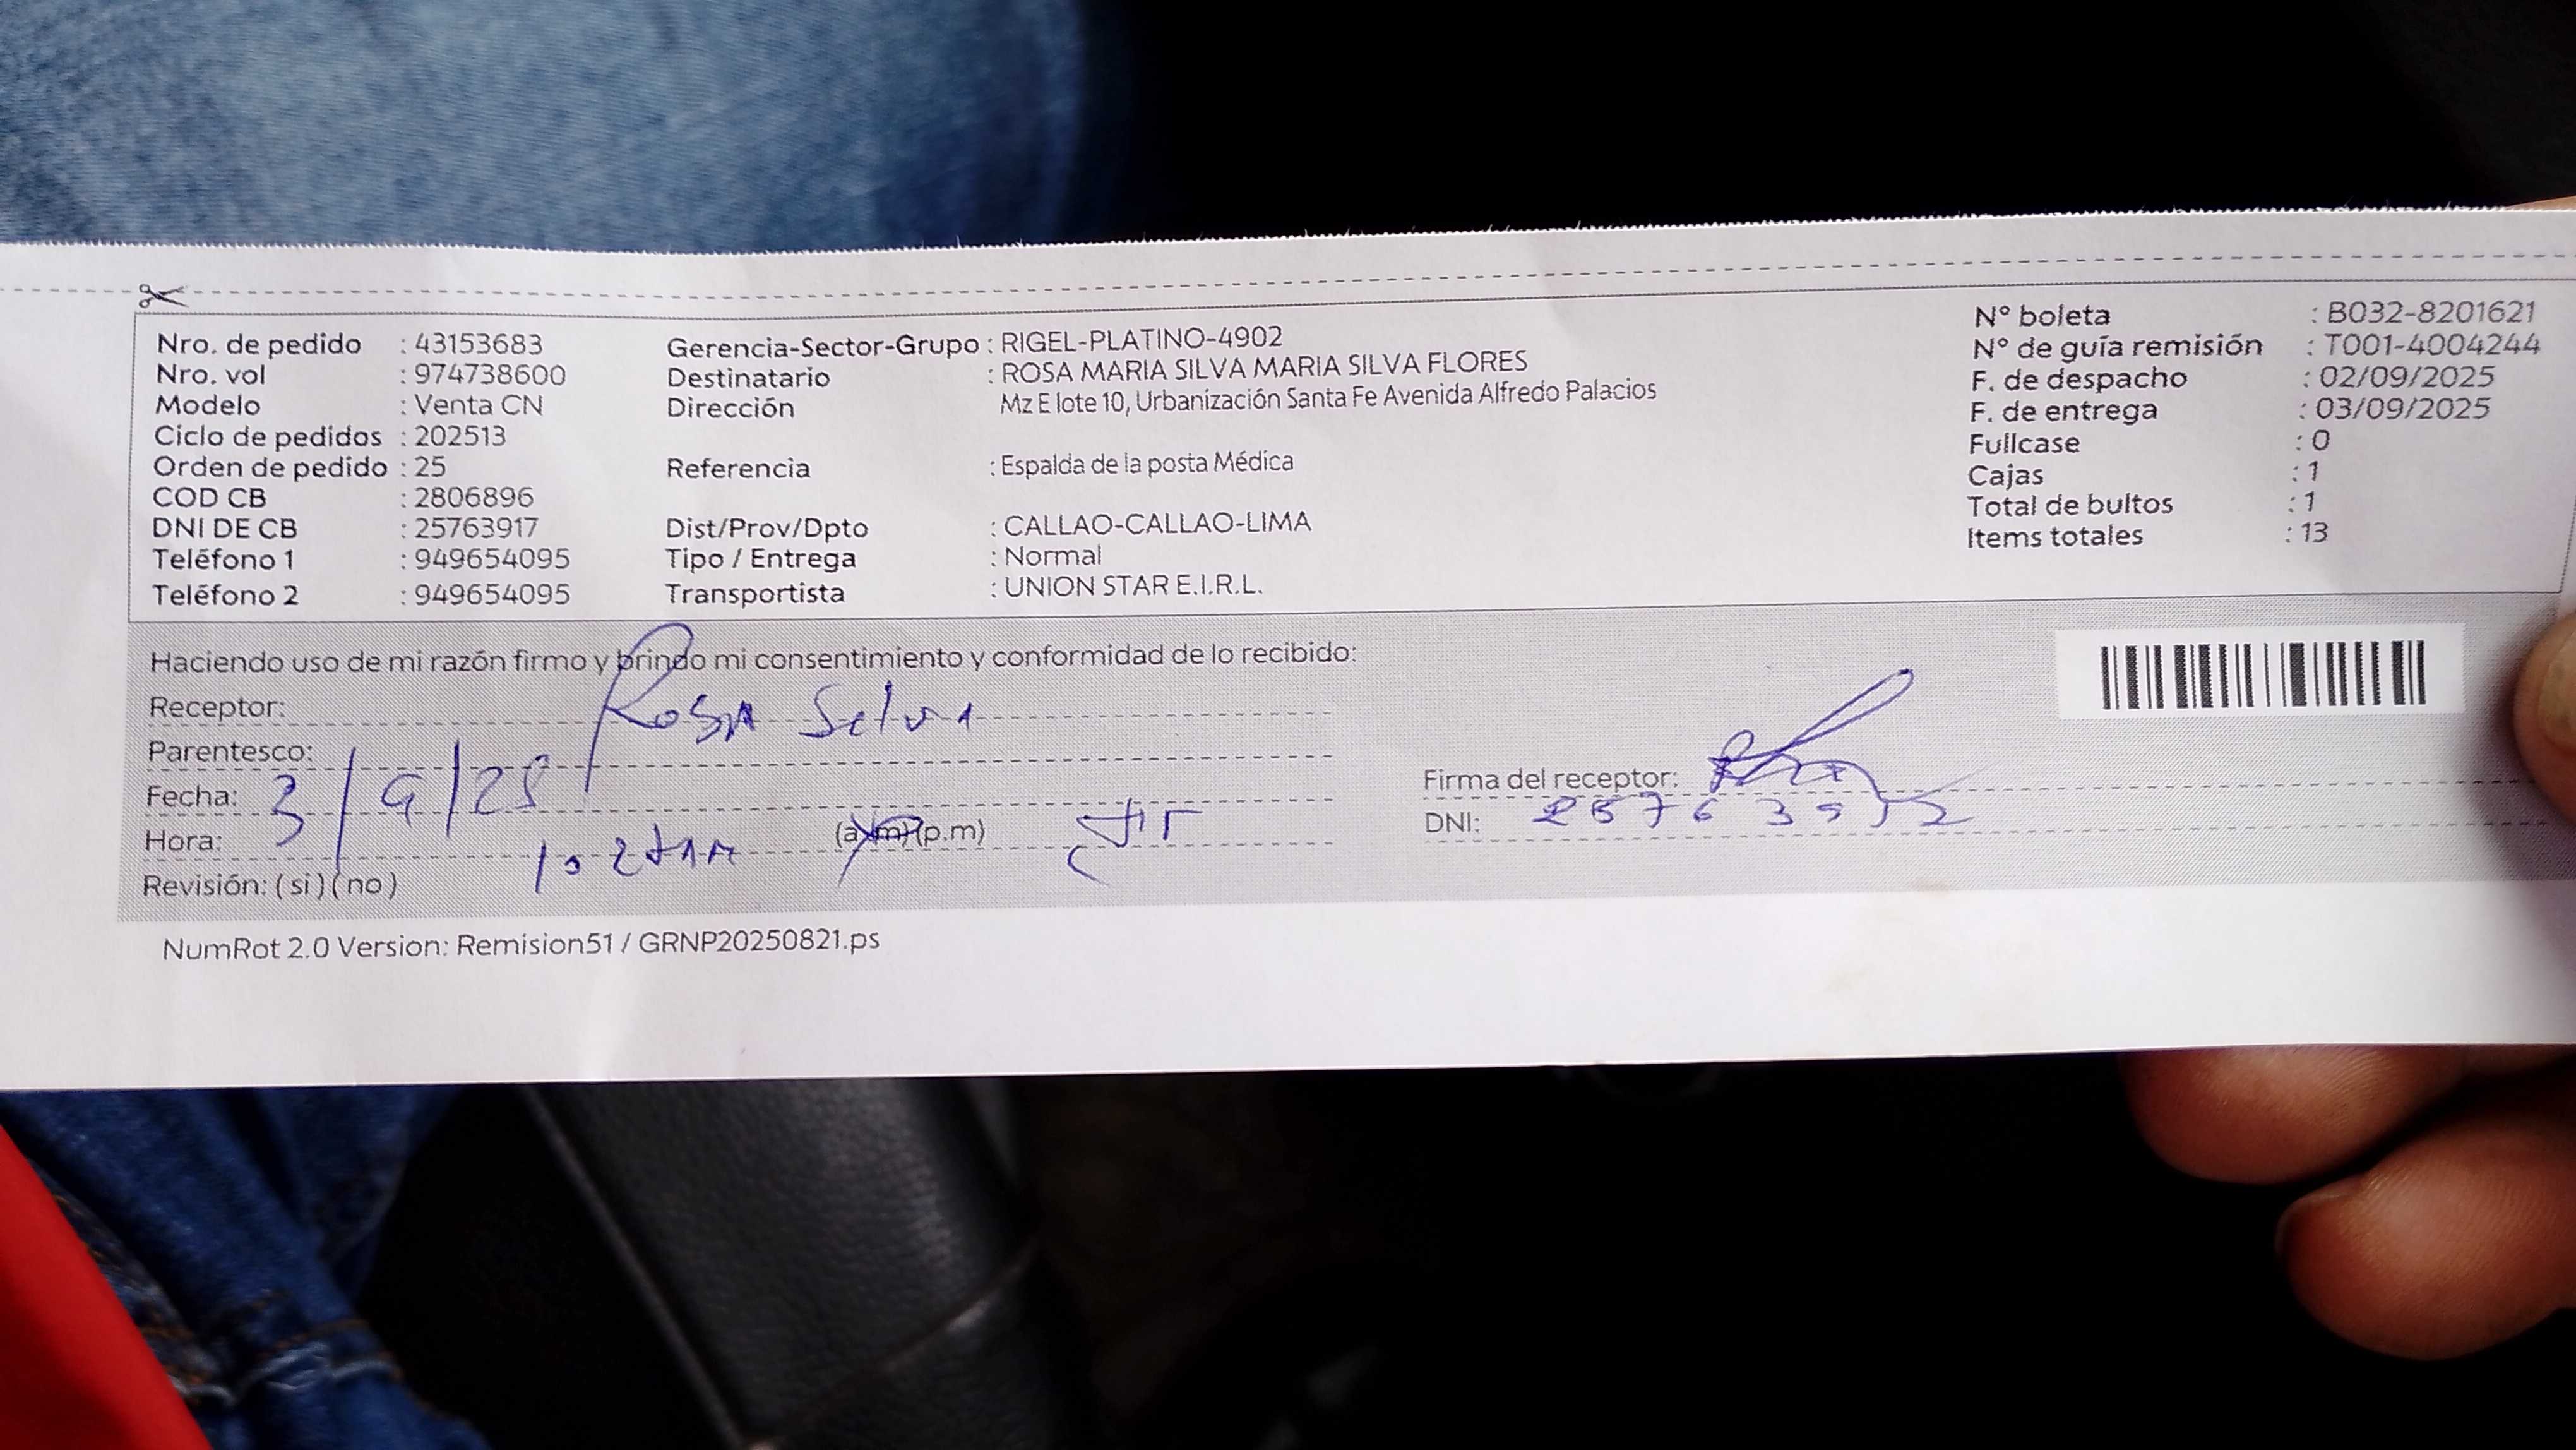 Nro. de pedido : 43153683
Nro. vol : 974738600
Modelo : Venta CN
Ciclo de pedidos : 202513
Orden de pedido : 25
COD CB : 2806896
DNI DE CB : 25763917
Teléfono 1 : 949654095
Teléfono 2 : 949654095
Gerencia-Sector-Grupo : RIGEL-PLATINO-4902
Destinatario : ROSA MARIA SILVA MARIA SILVA FLORES
Dirección Mz E lote 10, Urbanización Santa Fe Avenida Alfredo Palacios
Referencia : Espalda de la posta Médica
Dist/Prov/Dpto : CALLAO-CALLAO-LIMA
Tipo / Entrega : Normal
Transportista : UNION STAR E.I.R.L.
N° boleta : B032-8201621
N° de guía remisión : T001-4004244
F. de despacho : 02/09/2025
F. de entrega : 03/09/2025
Fullcase : 0
Cajas : 1
Total de bultos : 1
Items totales : 13
Haciendo uso de mi razón firmo y brindo mi consentimiento y conformidad de lo recibido:
Receptor: Rosa Selva
Parentesco:
Fecha: 3/9/25
Hora: (a.m)(p.m)
Revisión: (si)(no)
Firma del receptor:
DNI:
NumRot 2.0 Version: Remision51 / GRNP20250821.ps